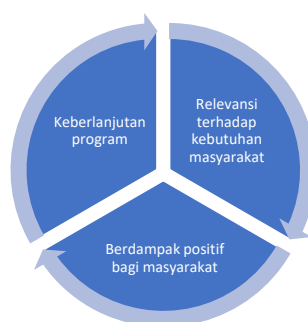 Keberlanjutan
program
Relevansi
terhadap
kebutuhan
masyarakat
Berdampak positif
bagi masyarakat